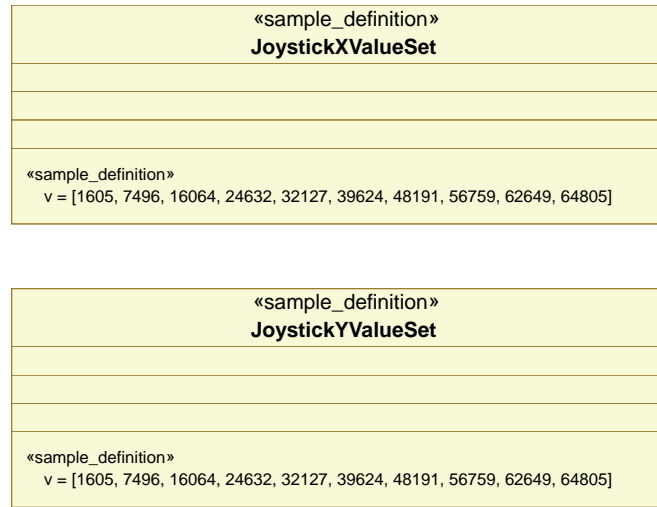 «sample_definition»
JoystickXValueSet
«sample_definition»
v = [1605, 7496, 16064, 24632, 32127, 39624, 48191, 56759, 62649, 64805]
«sample_definition»
JoystickYValueSet
«sample_definition»
v = [1605, 7496, 16064, 24632, 32127, 39624, 48191, 56759, 62649, 64805]